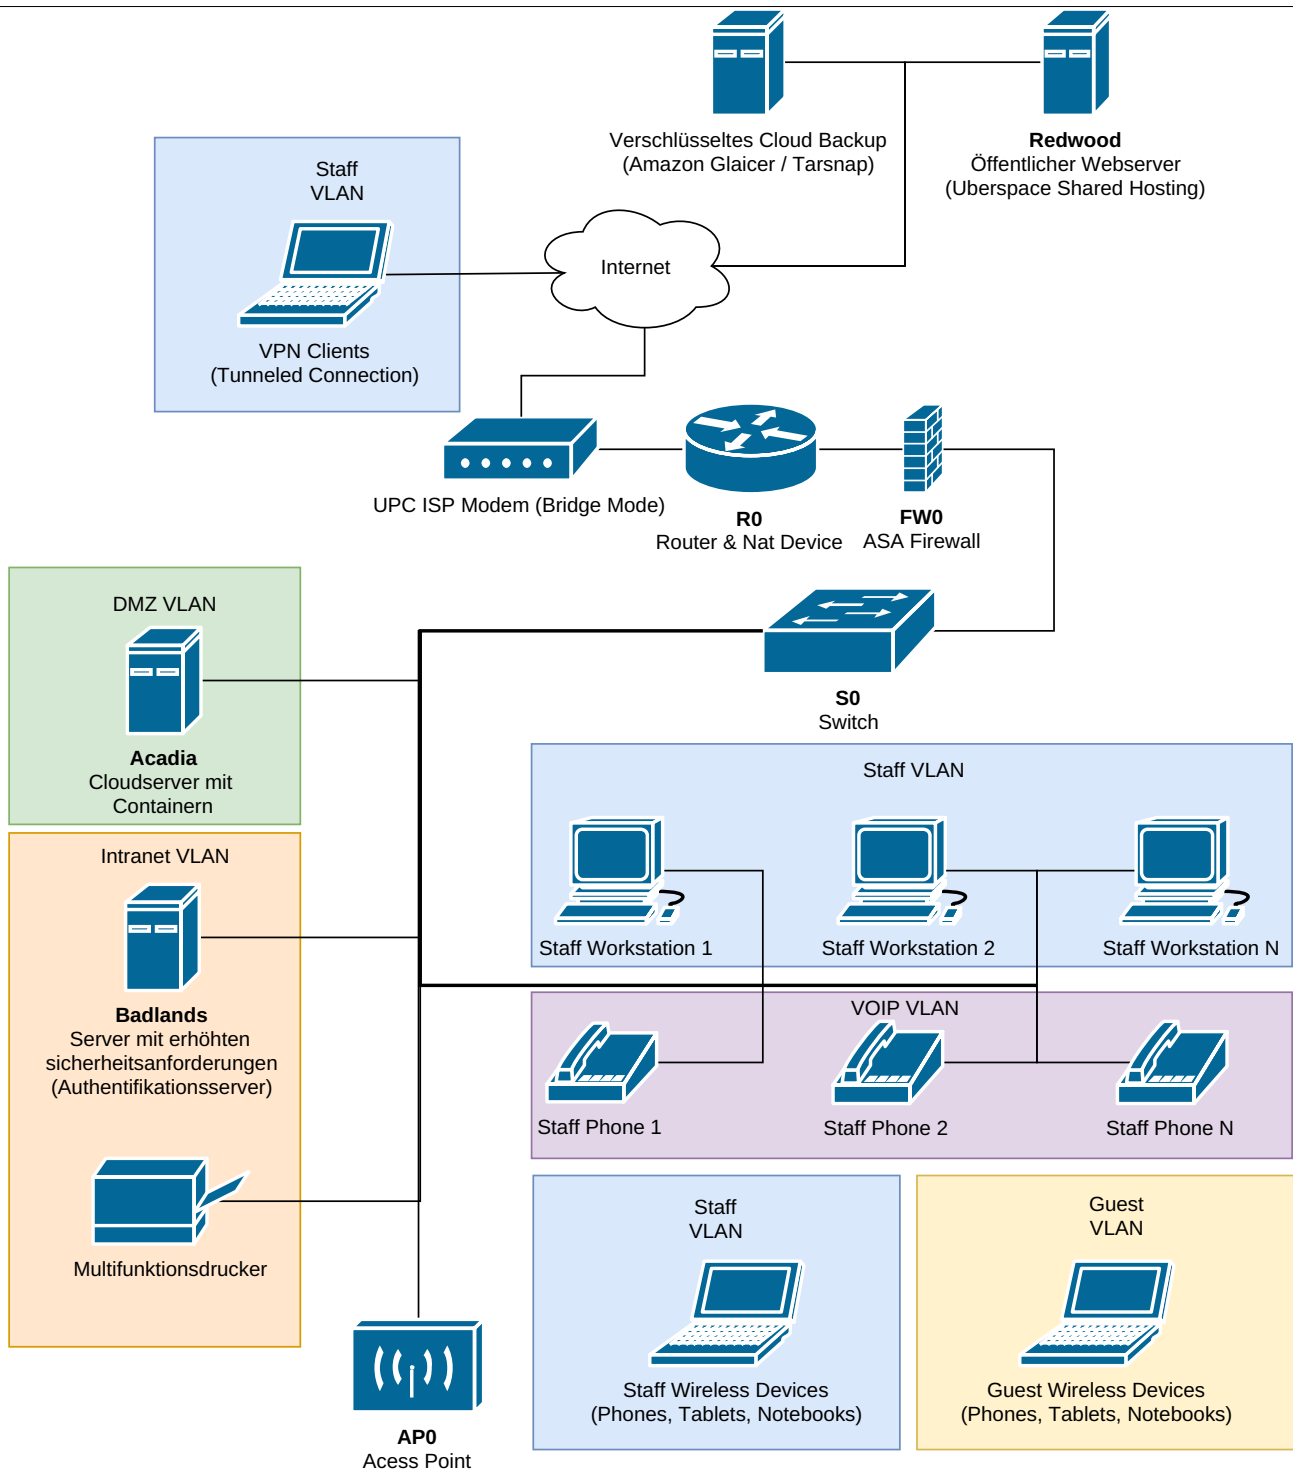 Verschlüsseltes Cloud Backup
(Amazon Glaicer / Tarsnap)
Redwood
Öffentlicher Webserver
(Uberspace Shared Hosting)
Staff
VLAN
VPN Clients
(Tunneled Connection)
Internet
UPC ISP Modem (Bridge Mode)
R0
Router & Nat Device
FW0
ASA Firewall
S0
Switch
DMZ VLAN
Acadia
Cloudserver mit
Containern
Intranet VLAN
Badlands
Server mit erhöhten
sicherheitsanforderungen
(Authentifikationsserver)
Multifunktionsdrucker
Staff VLAN
Staff Workstation 1
Staff Workstation 2
Staff Workstation N
VOIP VLAN
Staff Phone 1
Staff Phone 2
Staff Phone N
AP0
Acess Point
Staff
VLAN
Staff Wireless Devices
(Phones, Tablets, Notebooks)
Guest
VLAN
Guest Wireless Devices
(Phones, Tablets, Notebooks)